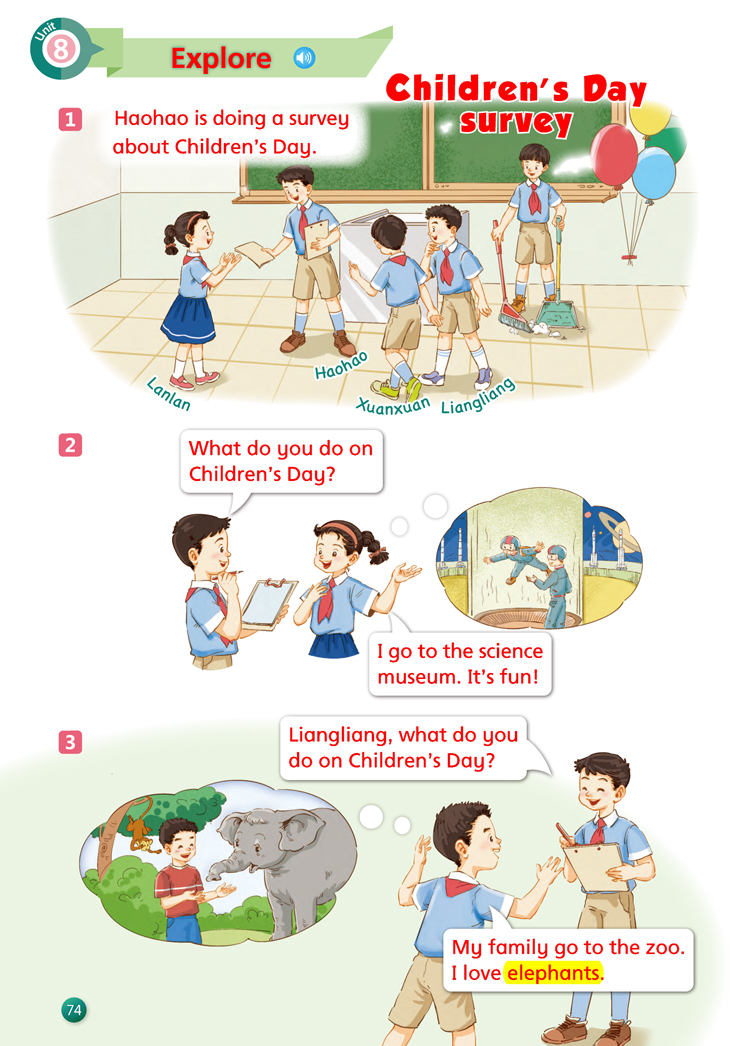 Unit
8
Explore
Children's Day
survey
1
Haohao is doing a survey
about Children's Day.
Lanlan
Haohao
Xuanxuan
Liangliang
2
What do you do on
Children's Day?
I go to the science
museum. It's fun!
3
Liangliang, what do you
do on Children's Day?
My family go to the zoo.
I love elephants.
74